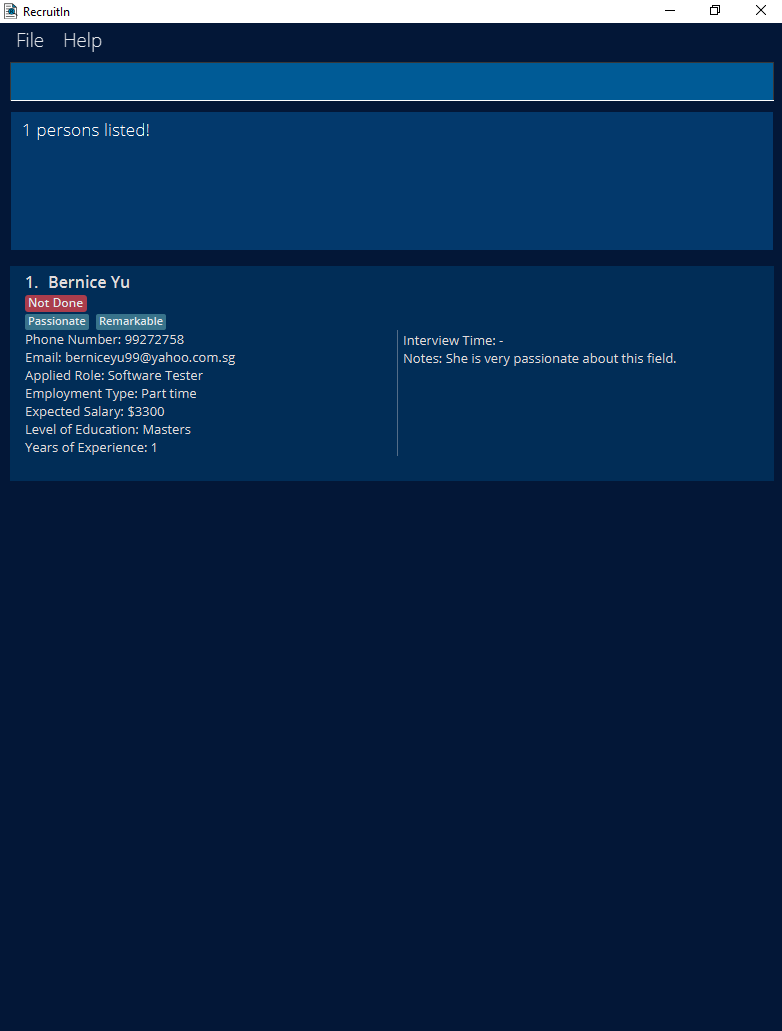 RecruitIn
File Help
1 persons listed!
1. Bernice Yu
Not Done
Passionate Remarkable
Phone Number: 99272758
Email: berniceyu99@yahoo.com.sg
Applied Role: Software Tester
Employment Type: Part time
Expected Salary: $3300
Level of Education: Masters
Years of Experience: 1
Interview Time: -
Notes: She is very passionate about this field.